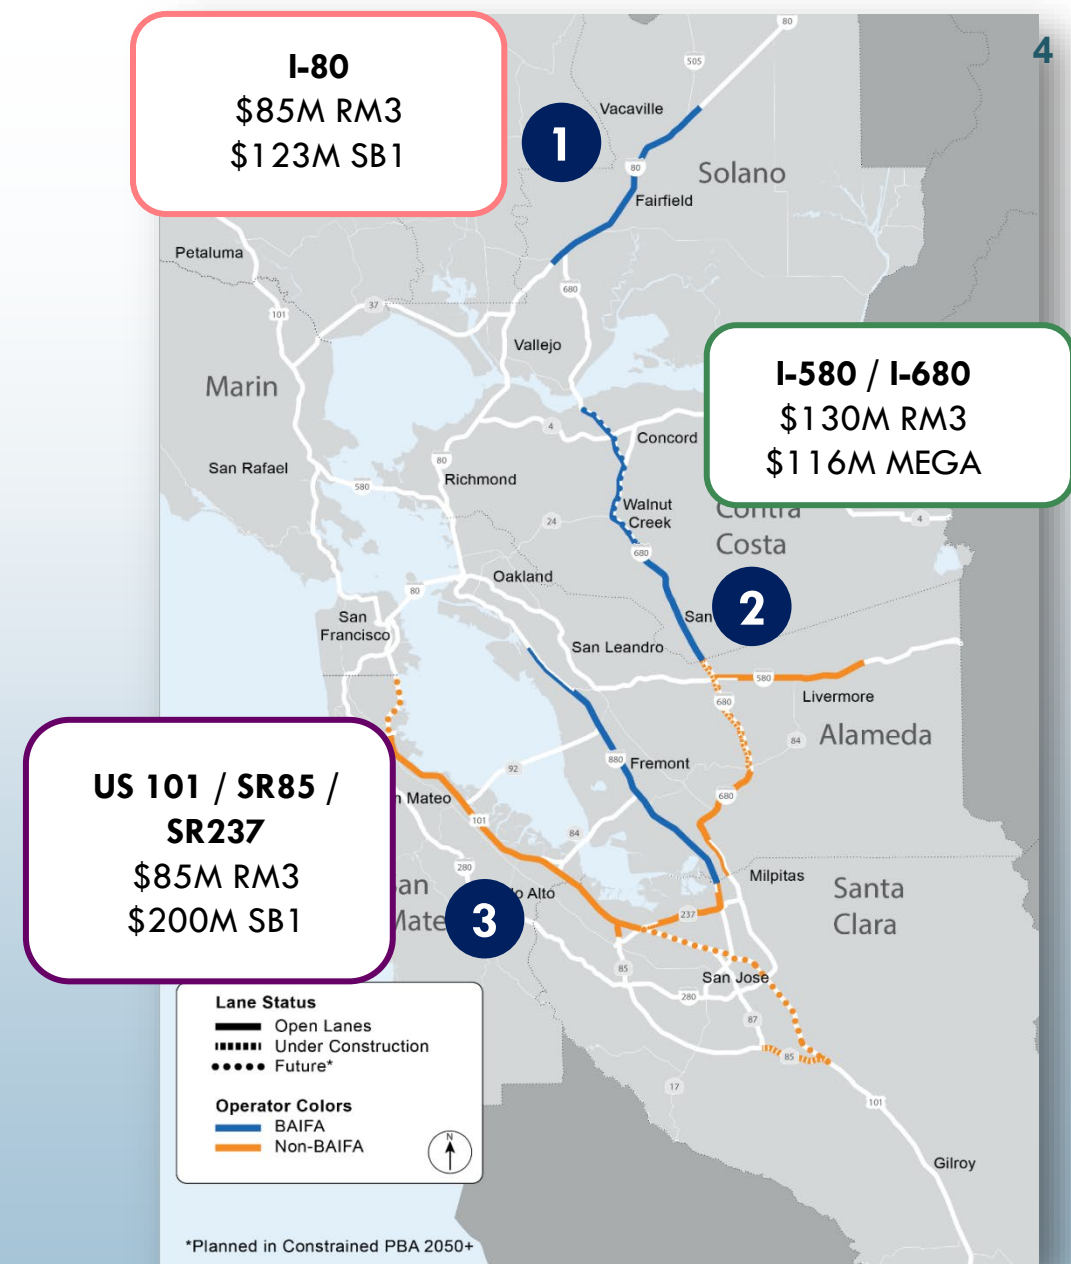 4
I-80
$85M RM3
$123M SB1
1
80
505
Vacaville
80
Solano
Fairfield
Petaluma
680
37
101
Vallejo
Marin
I-580 / I-680
$130M RM3
$116M MEGA
4
Concord
80
San Rafael
Richmond
580
Walnut
Creek
Contra
Costa
4
24
680
Oakland
80
2
San
San
Francisco
San Leandro
580
680
Livermore
84
Alameda
US 101 / SR85 /
SR237
$85M RM3
$200M SB1
880
Fremont
92
680
Mateo
101
84
280
Milpitas
Alto
Santa
Clara
3
237
85
San Jose
280
87
85
17
101
Gilroy
Lane Status
Open Lanes
Under Construction
Future*
Operator Colors
BAIFA
Non-BAIFA
N
*Planned in Constrained PBA 2050+